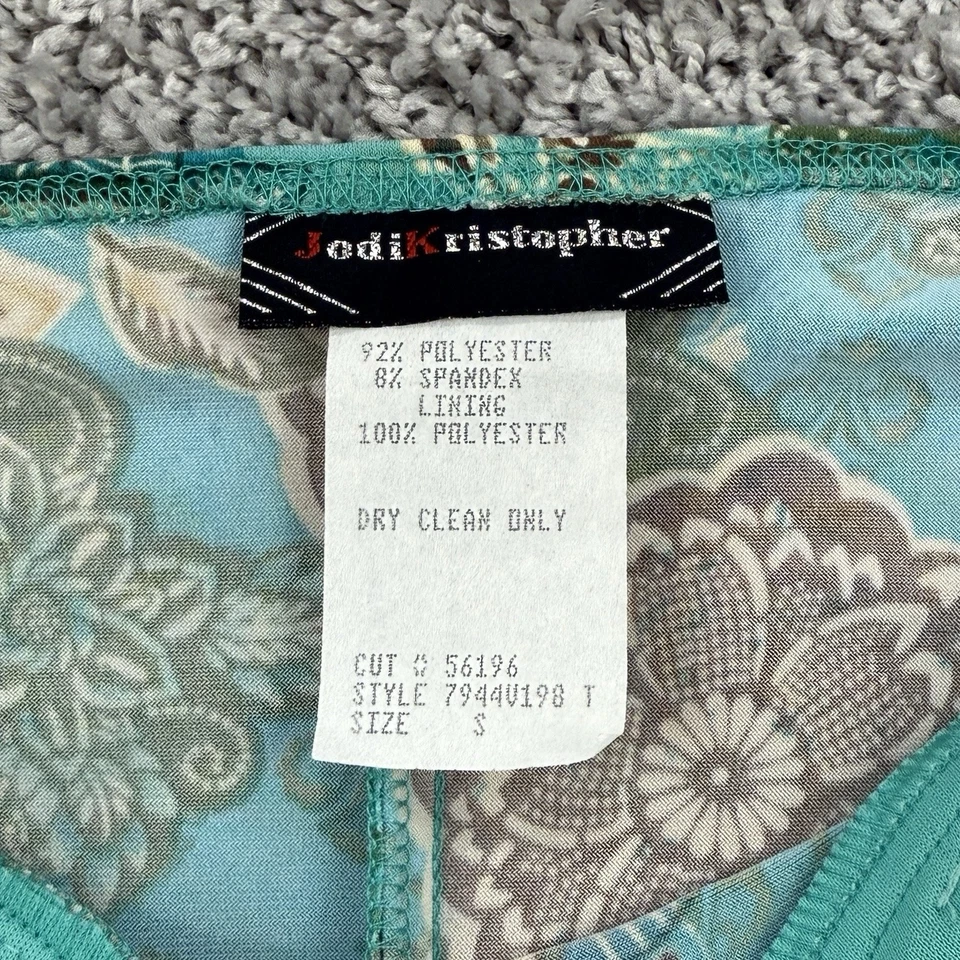 JodiKristopher
92% POLYESTER
8% SPANDEX
LINING
100% POLYESTER
DRY CLEAN ONLY
CUT # 56196
STYLE 7944V198 T
SIZE S